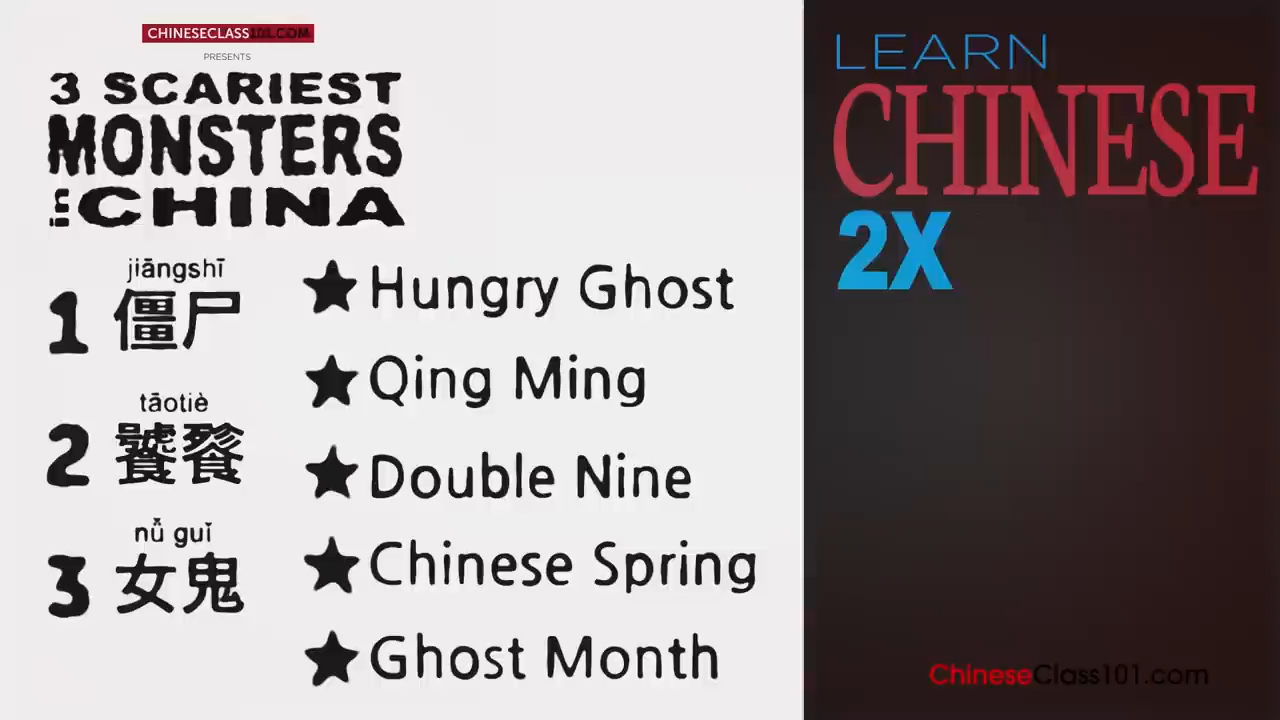 CHINESECLASS101.COM
PRESENTS
3 SCARIEST
MONSTERS
in CHINA
jiāngshī
1 僵尸
tāotiè
2 饕餮
nǚ guǐ
3 女鬼
★ Hungry Ghost
★ Qing Ming
★ Double Nine
★ Chinese Spring
★ Ghost Month
LEARN
CHINESE
2X
ChineseClass101.com